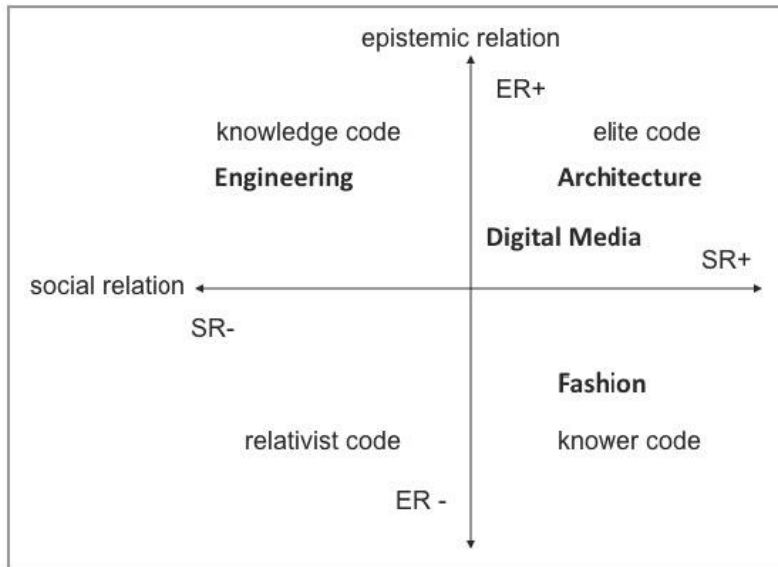 epistemic relation
ER+
knowledge code
elite code
Engineering
Architecture
Digital Media
SR+
social relation
SR-
Fashion
relativist code
knower code
ER -